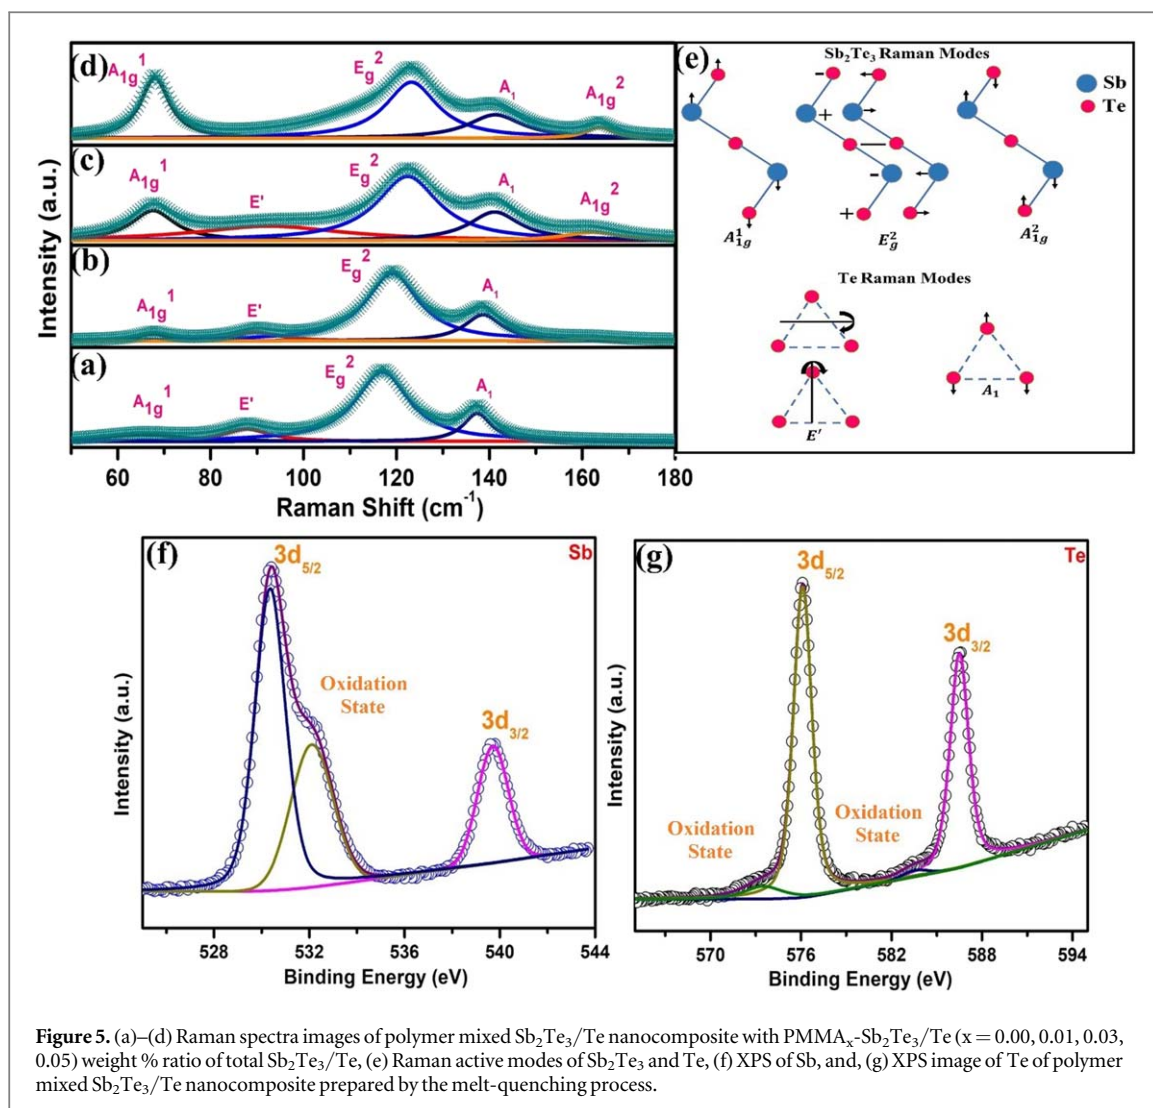 (d) A1g¹ Eg² A₁ A1g²
(c) A1g¹ E' Eg² A₁ A1g²
(b) A1g¹ E' Eg² A₁
(a) A1g¹ E' Eg² A₁
Intensity (a.u.)
60 80 100 120 140 160 180
Raman Shift (cm⁻¹)
(e) Sb₂Te₃ Raman Modes
Sb
Te
- +
+ -
A¹1g E²g A²1g
Te Raman Modes
E′ A₁
(f) 3d5/2 Sb
Oxidation
State
3d3/2
Intensity (a.u.)
528 532 536 540 544
Binding Energy (eV)
(g) 3d5/2 Te
3d3/2
Oxidation
State
Oxidation
State
Intensity (a.u.)
570 576 582 588 594
Binding Energy (eV)
Figure 5. (a)–(d) Raman spectra images of polymer mixed Sb₂Te₃/Te nanocomposite with PMMAₓ-Sb₂Te₃/Te (x = 0.00, 0.01, 0.03,
0.05) weight % ratio of total Sb₂Te₃/Te, (e) Raman active modes of Sb₂Te₃ and Te, (f) XPS of Sb, and, (g) XPS image of Te of polymer
mixed Sb₂Te₃/Te nanocomposite prepared by the melt-quenching process.